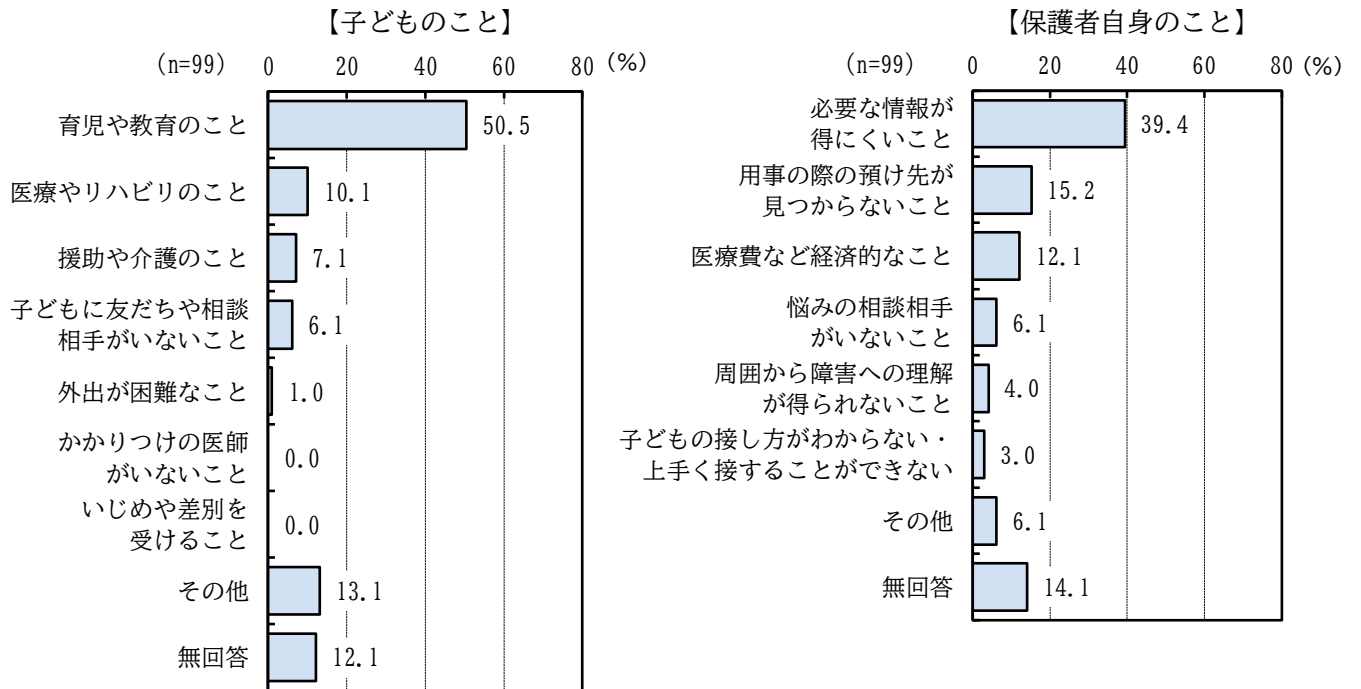 【子どものこと】
(n=99) 0 20 40 60 80 (%)
育児や教育のこと 50.5
医療やリハビリのこと 10.1
援助や介護のこと 7.1
子どもに友だちや相談
相手がいないこと 6.1
外出が困難なこと 1.0
かかりつけの医師
がいないこと 0.0
いじめや差別を
受けること 0.0
その他 13.1
無回答 12.1
【保護者自身のこと】
(n=99) 0 20 40 60 80 (%)
必要な情報が
得にくいこと 39.4
用事の際の預け先が
見つからないこと 15.2
医療費など経済的なこと 12.1
悩みの相談相手
がいないこと 6.1
周囲から障害への理解
が得られないこと 4.0
子どもの接し方がわからない・
上手く接することができない 3.0
その他 6.1
無回答 14.1